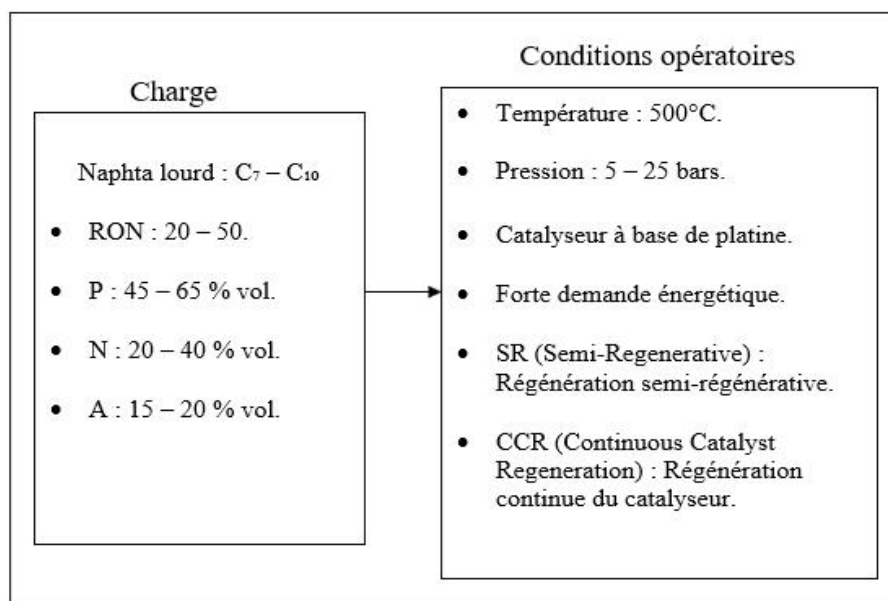 Charge
Naphta lourd : C₇ – C₁₀
• RON : 20 – 50.
• P : 45 – 65 % vol.
• N : 20 – 40 % vol.
• A : 15 – 20 % vol.
Conditions opératoires
• Température : 500°C.
• Pression : 5 – 25 bars.
• Catalyseur à base de platine.
• Forte demande énergétique.
• SR (Semi-Regenerative) :
Régénération semi-régénérative.
• CCR (Continuous Catalyst
Regeneration) : Régénération
continue du catalyseur.